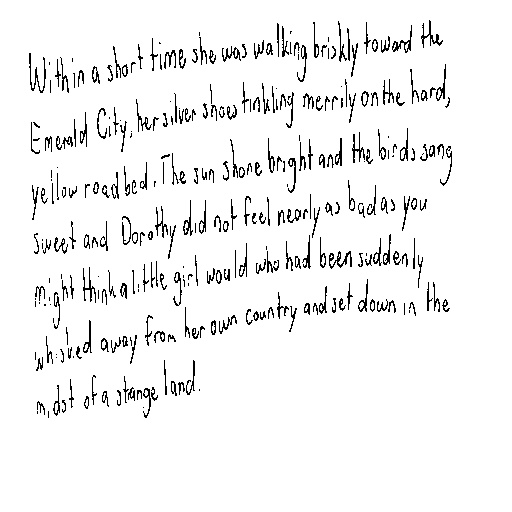 Within a short time she was walking briskly toward the
Emerald City, her silver shoes tinkling merrily on the hard,
yellow road bed. The sun shone bright and the birds sang
sweet and Dorothy did not feel nearly as bad as you
might think a little girl would who had been suddenly
whisked away from her own country and set down in the
midst of a strange land.